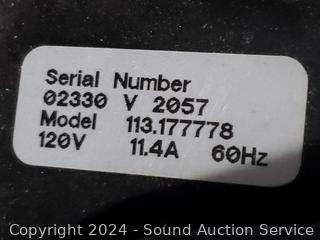 Serial Number
02330 V 2057
Model 113.177778
120V 11.4A 60Hz
Copyright 2024 - Sound Auction Service